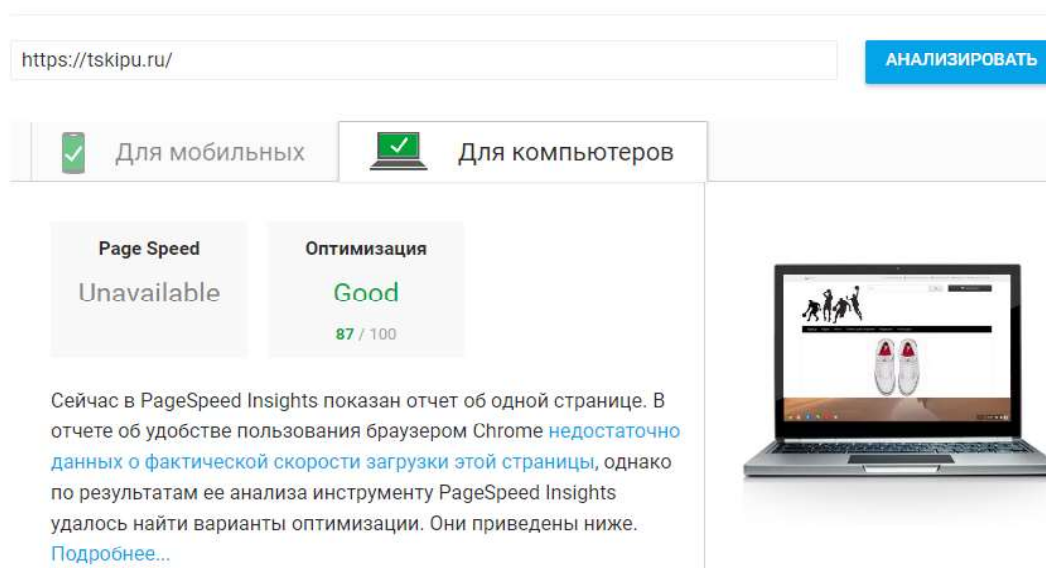 https://tskipu.ru/
АНАЛИЗИРОВАТЬ
Для мобильных
Для компьютеров
Page Speed
Unavailable
Оптимизация
Good
87 / 100
Сейчас в PageSpeed Insights показан отчет об одной странице. В
отчете об удобстве пользования браузером Chrome недостаточно
данных о фактической скорости загрузки этой страницы, однако
по результатам ее анализа инструменту PageSpeed Insights
удалось найти варианты оптимизации. Они приведены ниже.
Подробнее...